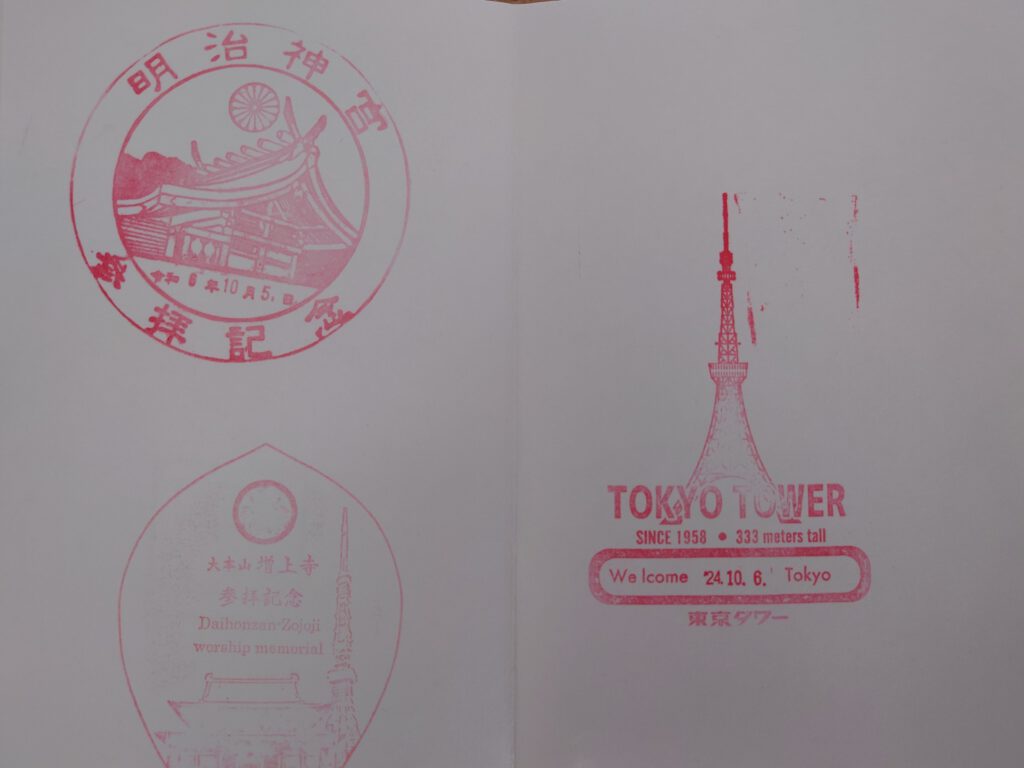 明治神宮
令和6年10月5日
參拝記念
大本山 増上寺
参拝記念
Daihonzan-Zojoji
worship memorial
TOKYO TOWER
SINCE 1958 • 333 meters tall
Welcome '24.10.6.' Tokyo
東京タワー